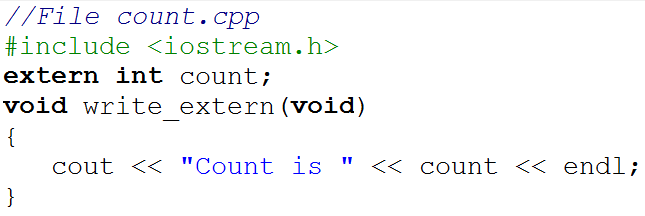 //File count.cpp
#include <iostream.h>
extern int count;
void write_extern(void)
{
   cout << "Count is " << count << endl;
}